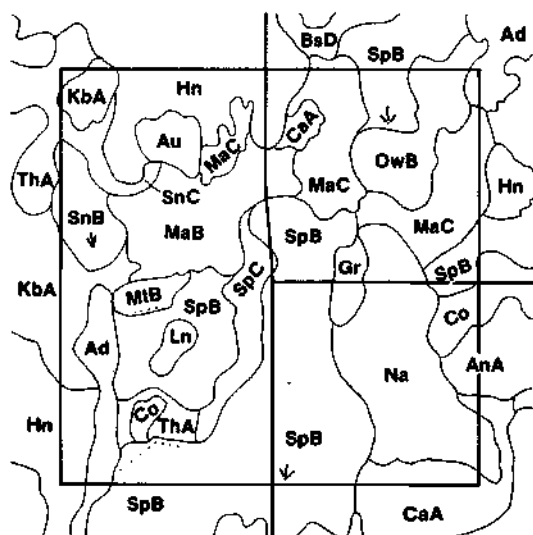 BsD
SpB
Ad
KbA
Hn
Au
MaC
CaA
OwB
ThA
SnC
MaC
Hn
SnB
MaB
SpB
MaC
Gr
SpB
KbA
MtB
SpB
SpC
Co
Ad
Ln
Na
AnA
Hn
Co
ThA
SpB
SpB
CaA